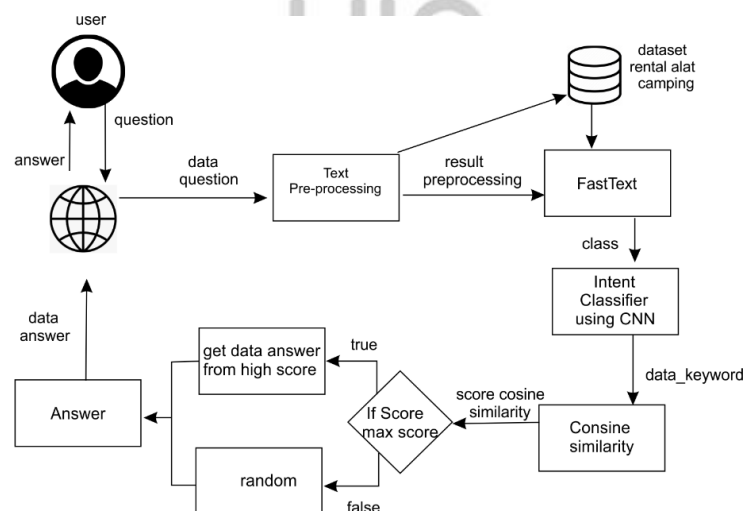 user
question
answer
data
question
Text
Pre-processing
result
preprocessing
dataset
rental alat
camping
FastText
class
Intent
Classifier
using CNN
data_keyword
Consine
similarity
score cosine
similarity
If Score
max score
true
get data answer
from high score
false
random
Answer
data
answer